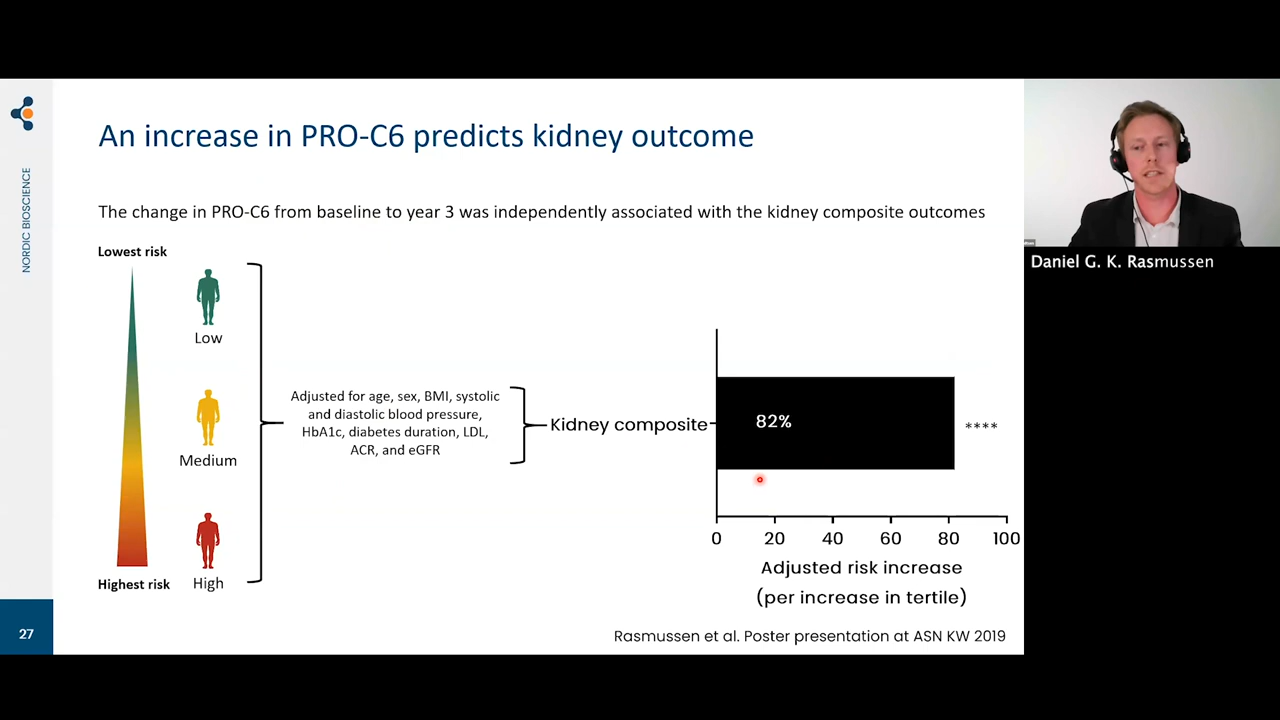 NORDIC BIOSCIENCE
27
An increase in PRO-C6 predicts kidney outcome
The change in PRO-C6 from baseline to year 3 was independently associated with the kidney composite outcomes
Lowest risk
Low
Medium
Highest risk
High
Adjusted for age, sex, BMI, systolic
and diastolic blood pressure,
HbA1c, diabetes duration, LDL,
ACR, and eGFR
Kidney composite
82%
****
0 20 40 60 80 100
Adjusted risk increase
(per increase in tertile)
Rasmussen et al. Poster presentation at ASN KW 2019
Daniel G. K. Rasmussen